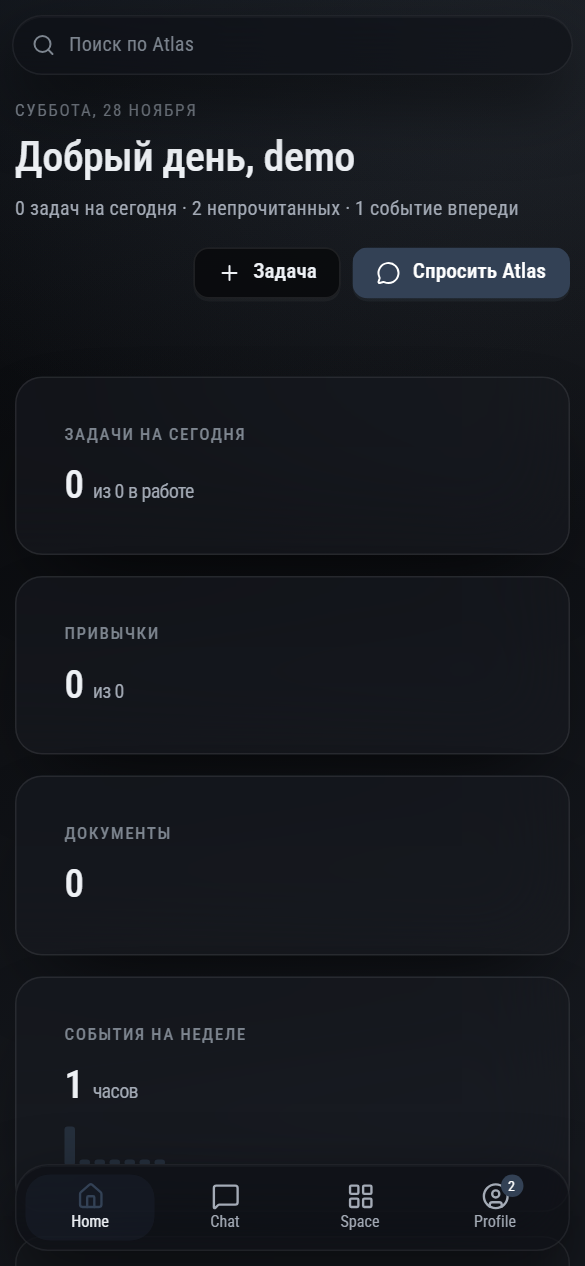 Поиск по Atlas
СУББОТА, 28 НОЯБРЯ
Добрый день, demo
0 задач на сегодня · 2 непрочитанных · 1 событие впереди
Задача
Спросить Atlas
ЗАДАЧИ НА СЕГОДНЯ
0 из 0 в работе
ПРИВЫЧКИ
0 из 0
ДОКУМЕНТЫ
0
СОБЫТИЯ НА НЕДЕЛЕ
1 часов
2
Home Chat Space Profile